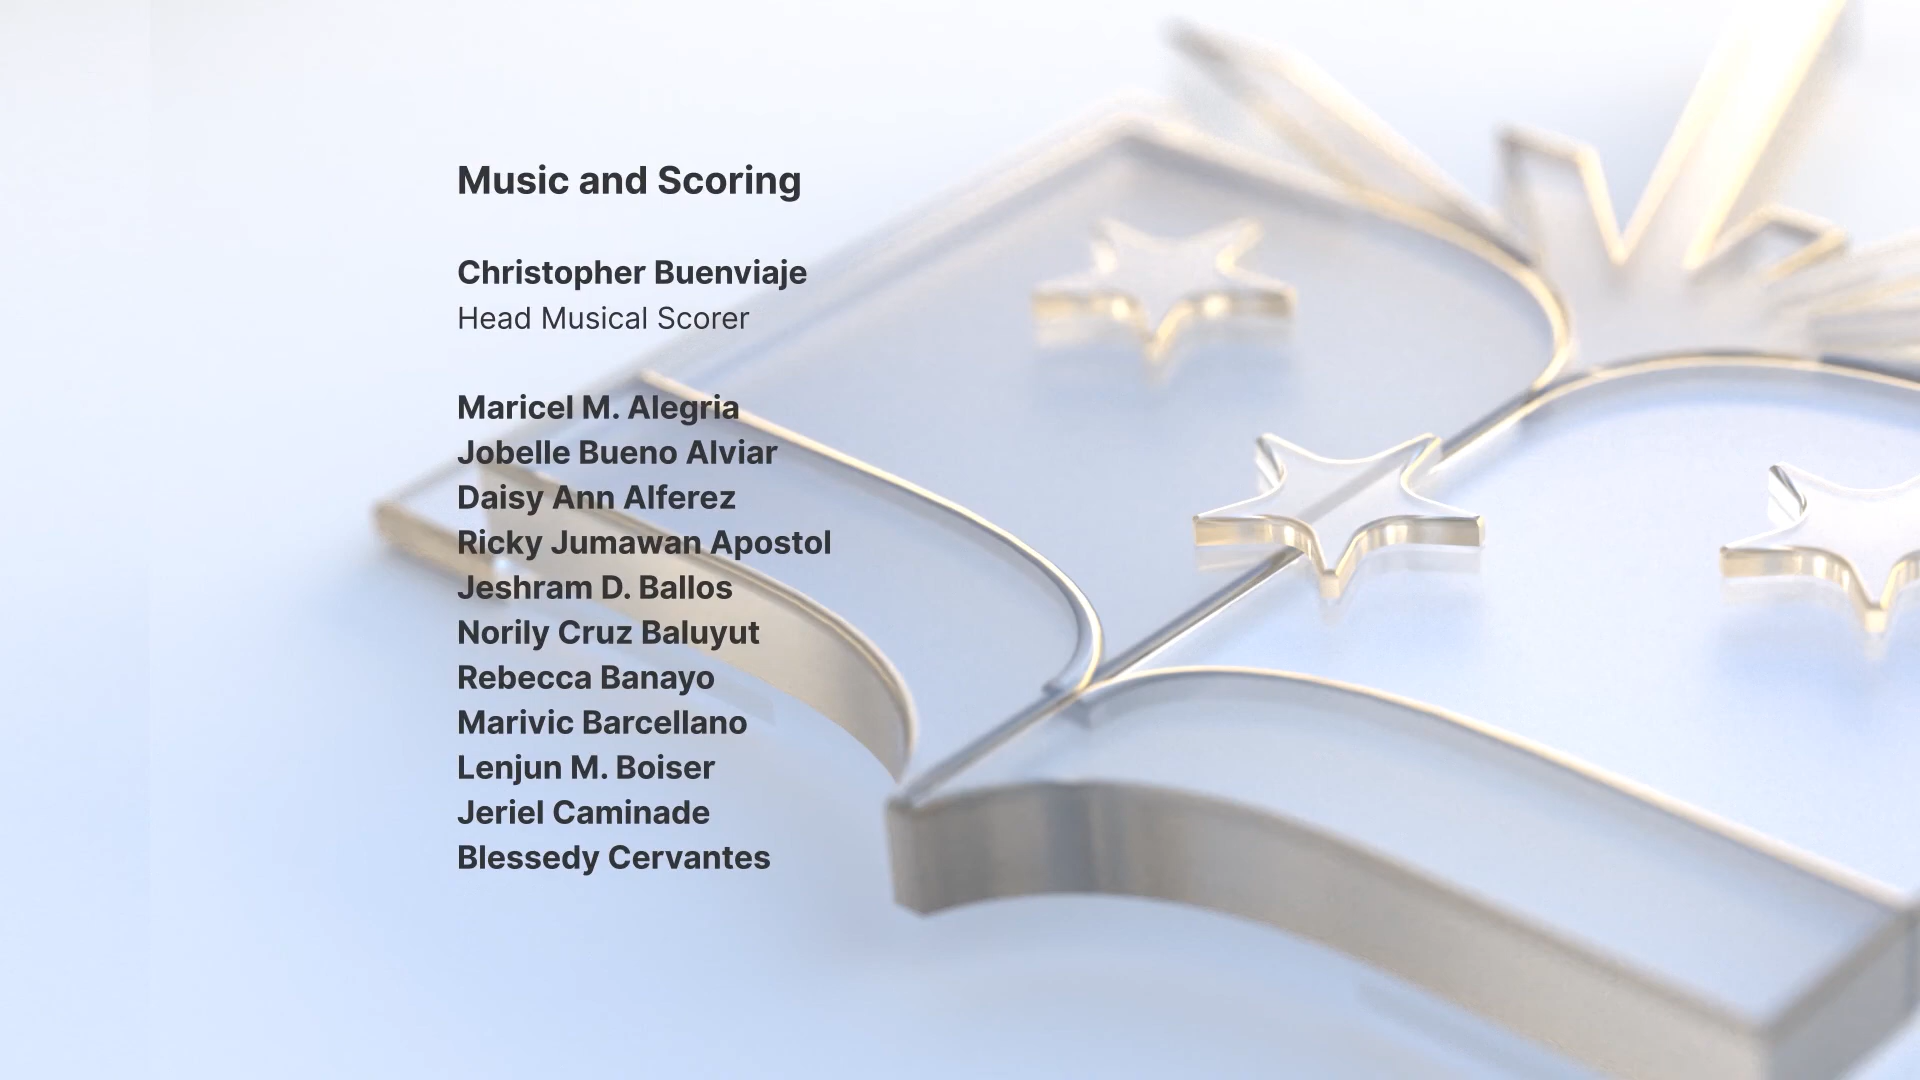 Music and Scoring
Christopher Buenviaje
Head Musical Scorer
Maricel M. Alegria
Jobelle Bueno Alviar
Daisy Ann Alferez
Ricky Jumawan Apostol
Jeshram D. Ballos
Norily Cruz Baluyut
Rebecca Banayo
Marivic Barcellano
Lenjun M. Boiser
Jeriel Caminade
Blessedy Cervantes